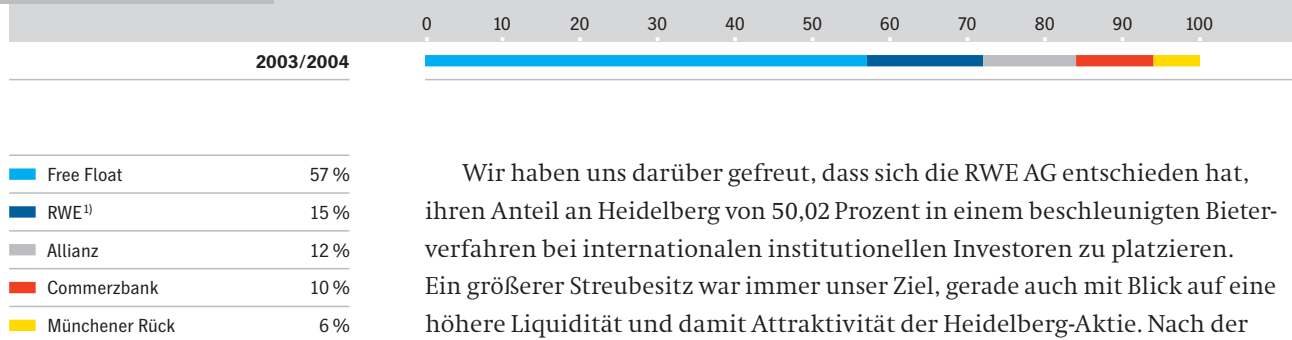 0 10 20 30 40 50 60 70 80 90 100
2003/2004
Free Float 57 %
RWE 1) 15 %
Allianz 12 %
Commerzbank 10 %
Münchener Rück 6 %
Wir haben uns darüber gefreut, dass sich die RWE AG entschieden hat,
ihren Anteil an Heidelberg von 50,02 Prozent in einem beschleunigten Bieter-
verfahren bei internationalen institutionellen Investoren zu platzieren.
Ein größerer Streubesitz war immer unser Ziel, gerade auch mit Blick auf eine
höhere Liquidität und damit Attraktivität der Heidelberg-Aktie. Nach der